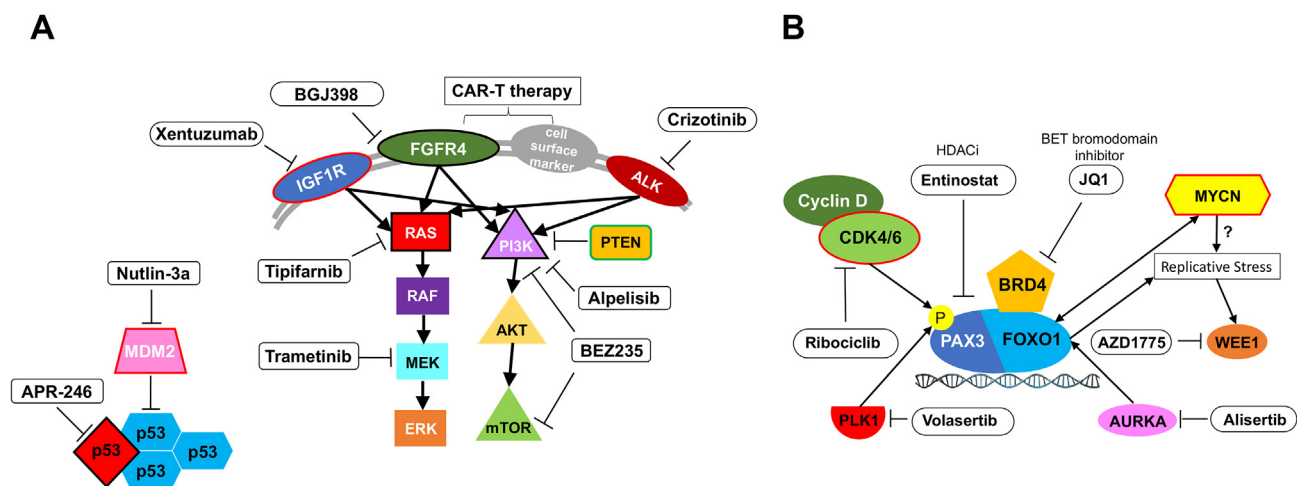 A
BGJ398
CAR-T therapy
Xentuzumab
Crizotinib
FGFR4
cell
surface
marker
IGF1R
ALK
RAS
PI3K
PTEN
Tipifarnib
Nutlin-3a
RAF
Alpelisib
MDM2
AKT
Trametinib
MEK
BEZ235
APR-246
p53
p53
p53
p53
ERK
mTOR
B
HDACi
Entinostat
BET bromodomain
inhibitor
JQ1
MYCN
Cyclin D
CDK4/6
?
Replicative Stress
BRD4
P
PAX3
FOXO1
Ribociclib
AZD1775
WEE1
PLK1
Volasertib
AURKA
Alisertib